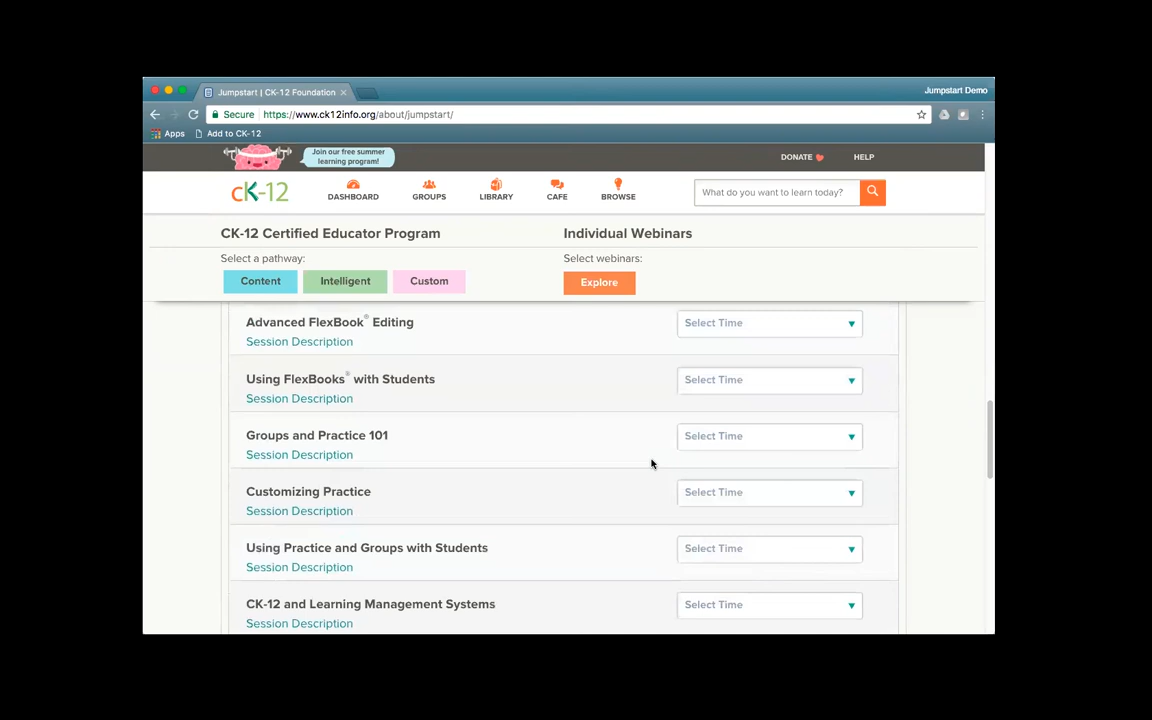 Jumpstart | CK-12 Foundation
Jumpstart Demo
Secure https://www.ck12info.org/about/jumpstart/
Apps Add to CK-12
Join our free summer
learning program!
DONATE HELP
cK-12 DASHBOARD GROUPS LIBRARY CAFE BROWSE What do you want to learn today?
CK-12 Certified Educator Program Individual Webinars
Select a pathway: Select webinars:
Content Intelligent Custom Explore
Advanced FlexBook® Editing Select Time
Session Description
Using FlexBooks® with Students Select Time
Session Description
Groups and Practice 101 Select Time
Session Description
Customizing Practice Select Time
Session Description
Using Practice and Groups with Students Select Time
Session Description
CK-12 and Learning Management Systems Select Time
Session Description